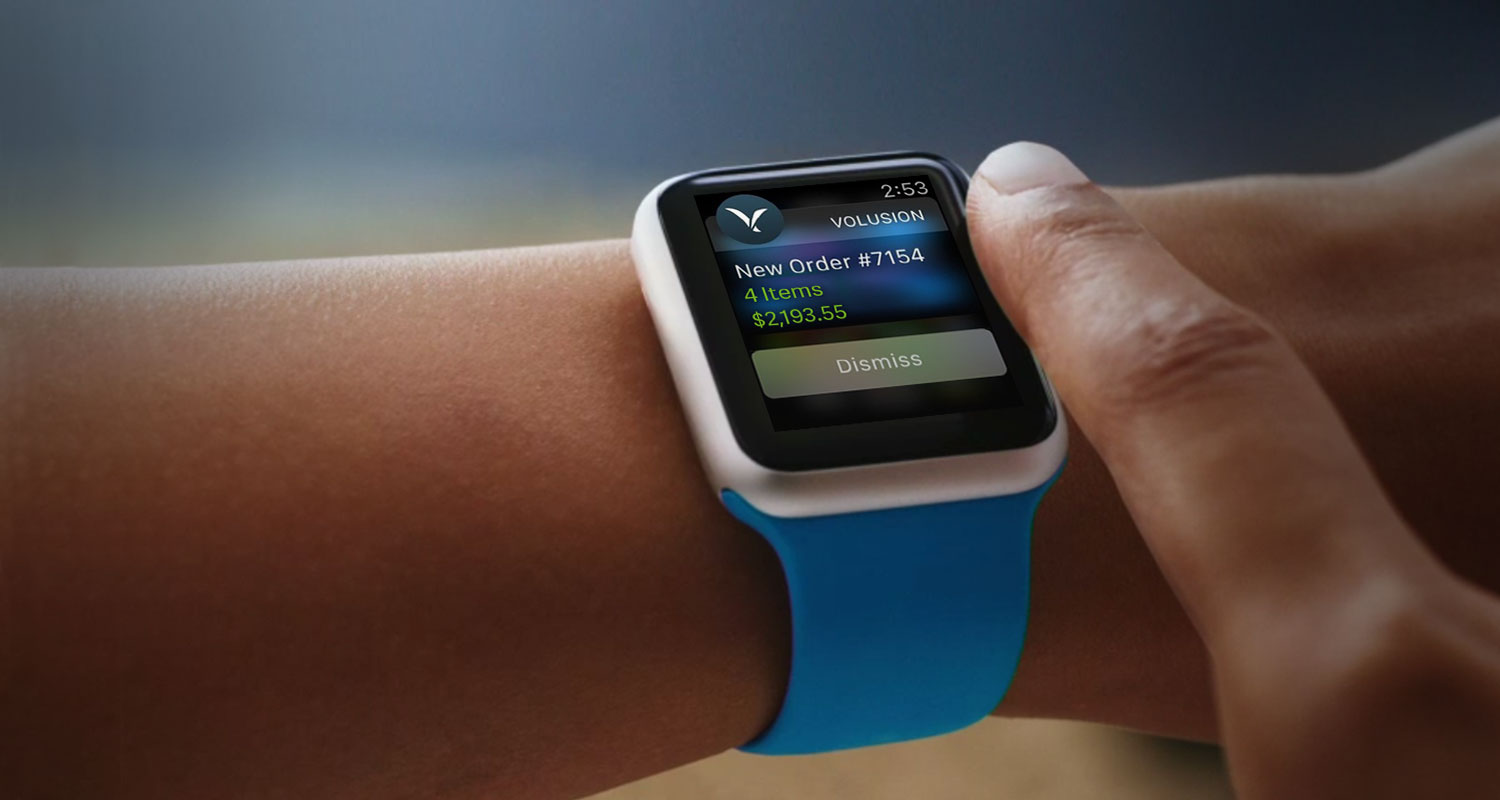 2:53
VOLUSION
New Order #7154
4 Items
$2,193.55
Dismiss